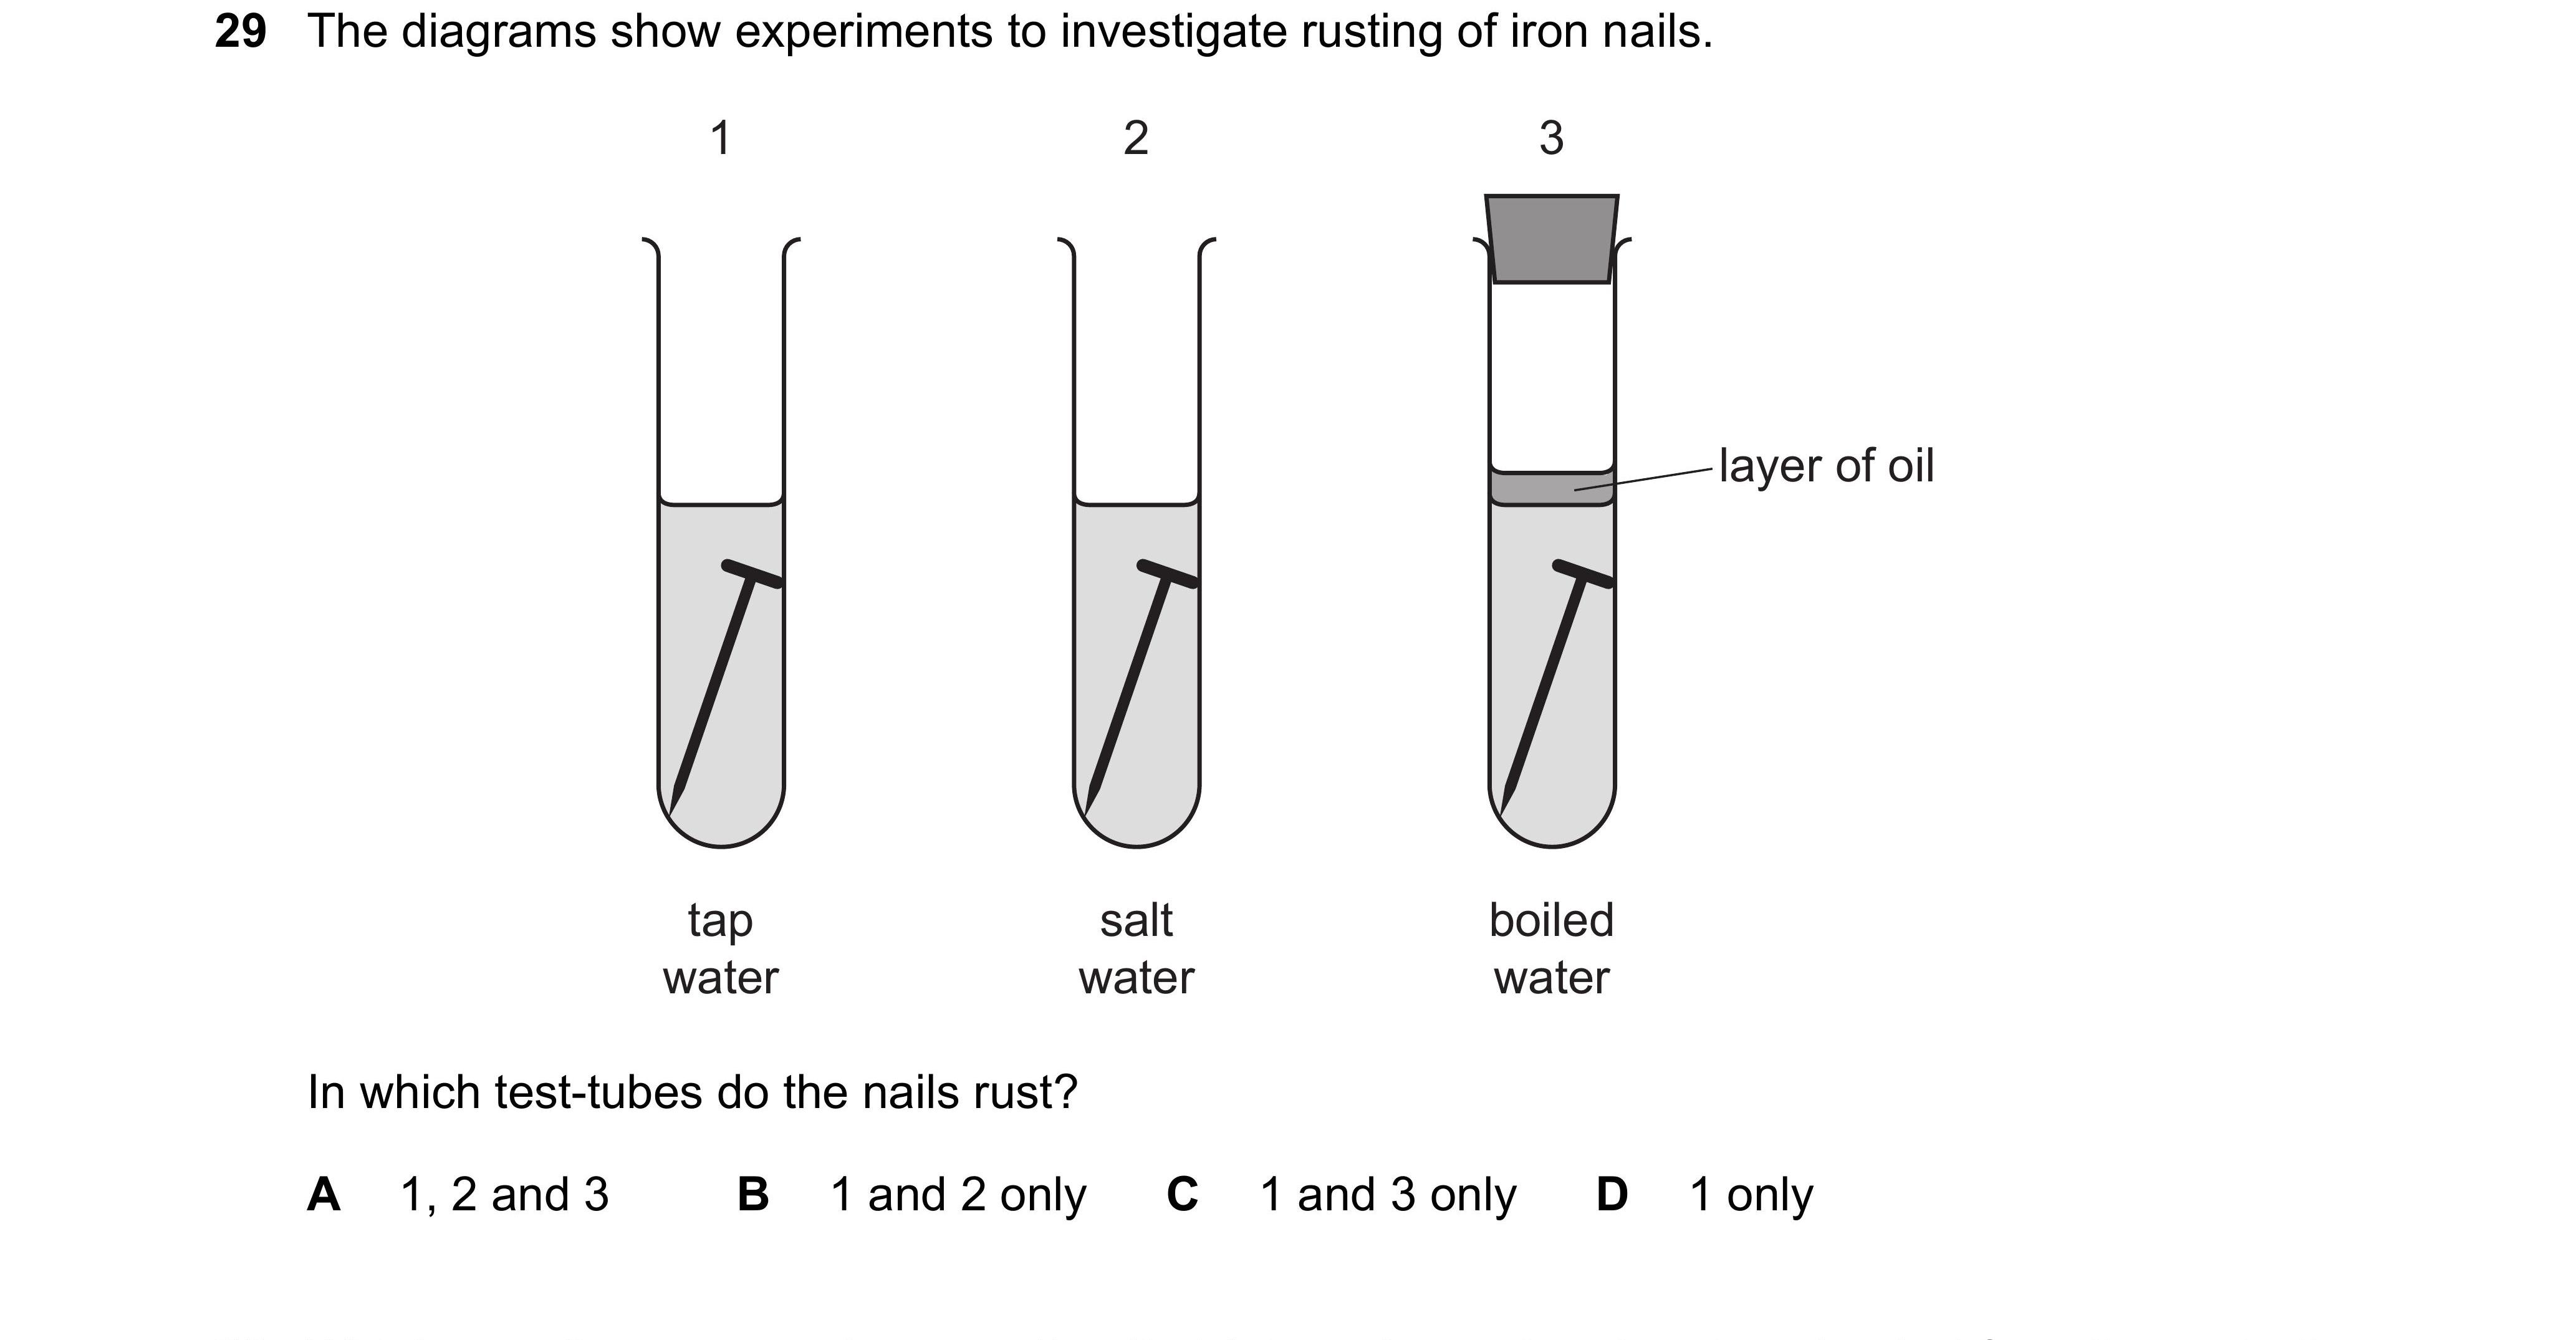 29 The diagrams show experiments to investigate rusting of iron nails.
1 2 3
layer of oil
tap salt boiled
water water water
In which test-tubes do the nails rust?
A 1, 2 and 3 B 1 and 2 only C 1 and 3 only D 1 only